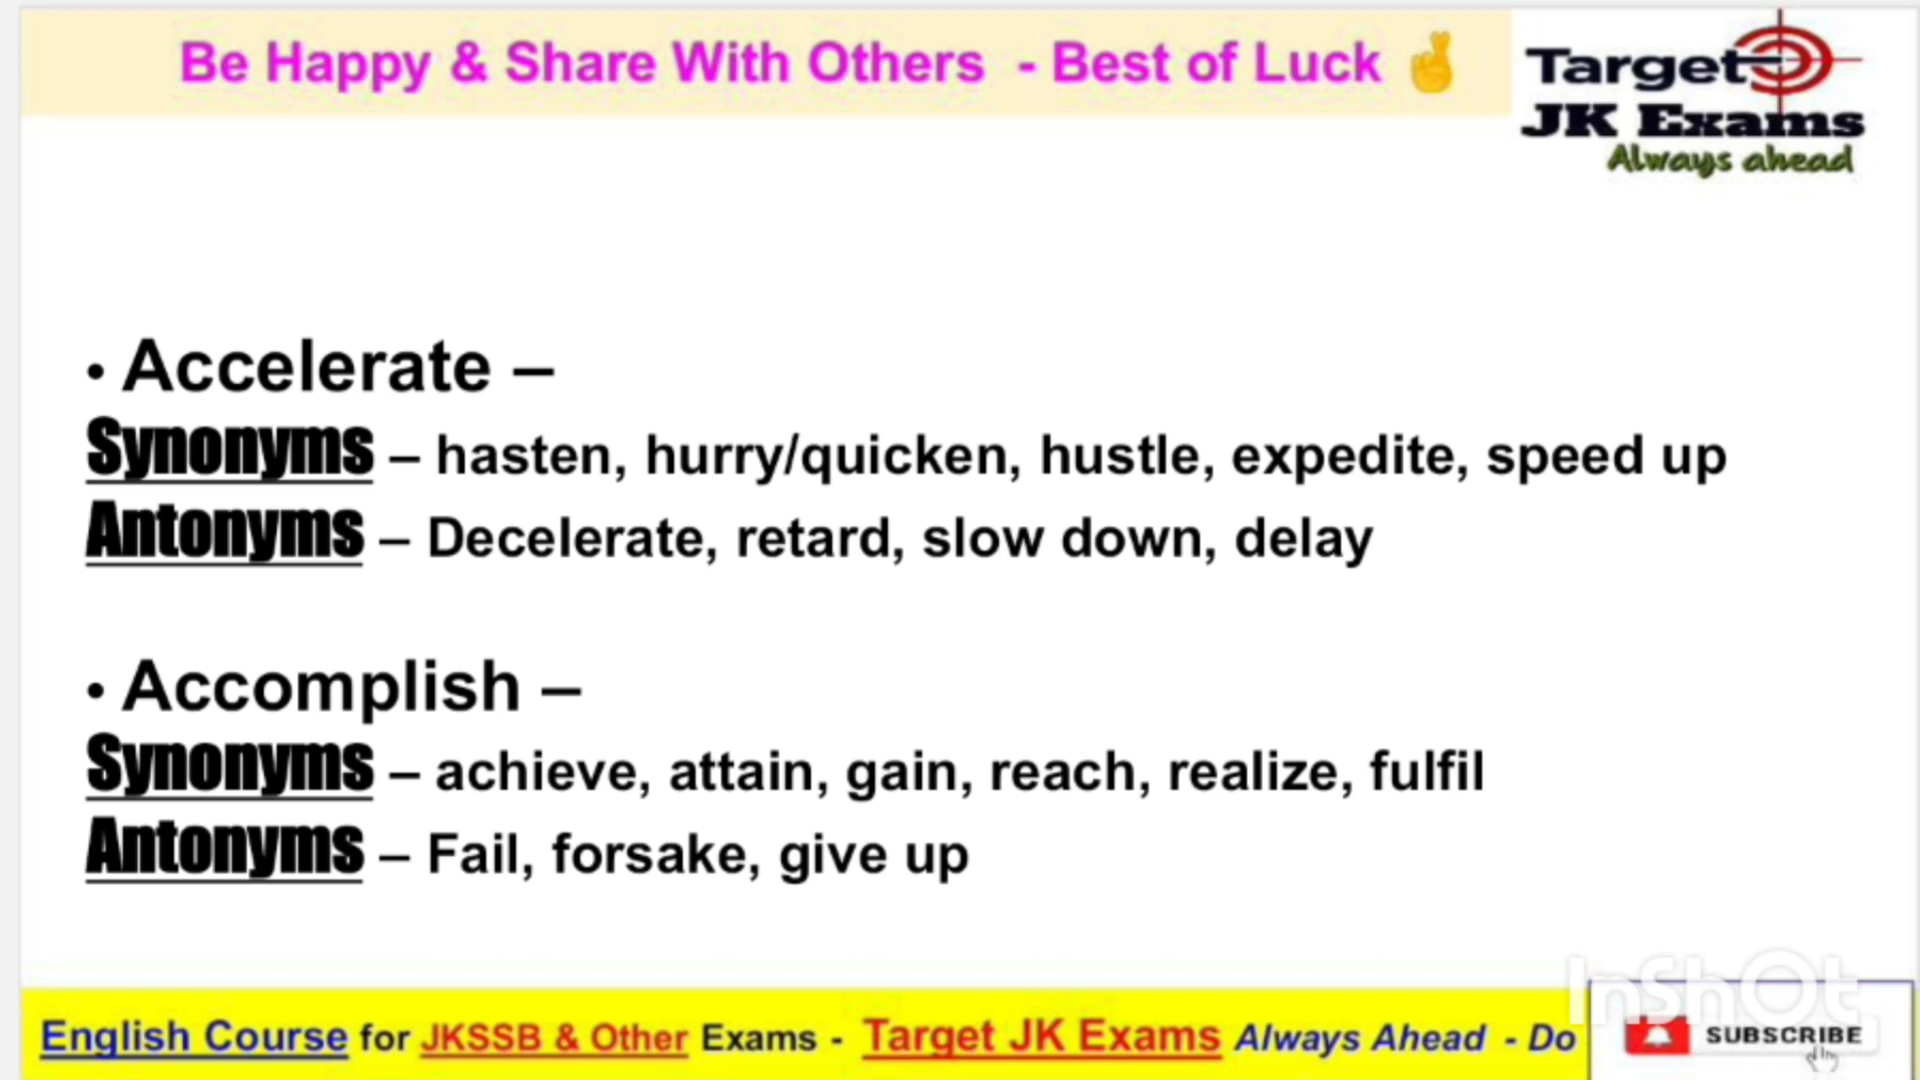 Be Happy & Share With Others - Best of Luck 🤞
Target
JK Exams
Always ahead
• Accelerate –
Synonyms – hasten, hurry/quicken, hustle, expedite, speed up
Antonyms – Decelerate, retard, slow down, delay
• Accomplish –
Synonyms – achieve, attain, gain, reach, realize, fulfil
Antonyms – Fail, forsake, give up
InShOt
English Course for JKSSB & Other Exams - Target JK Exams Always Ahead - Do
SUBSCRIBE